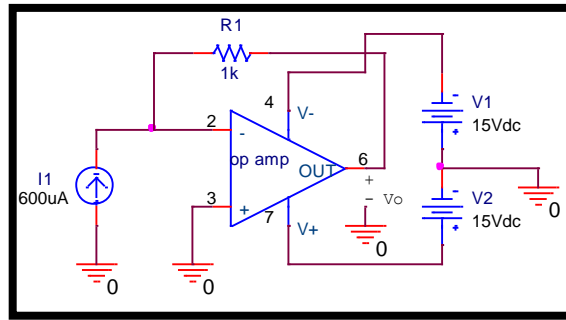 R1
1k
4
V-
V1
15Vdc
2
-
-
+
op amp
OUT
6
I1
600uA
+
Vo
-
-
V2
15Vdc
+
3
+
7
V+
0
0
0
0